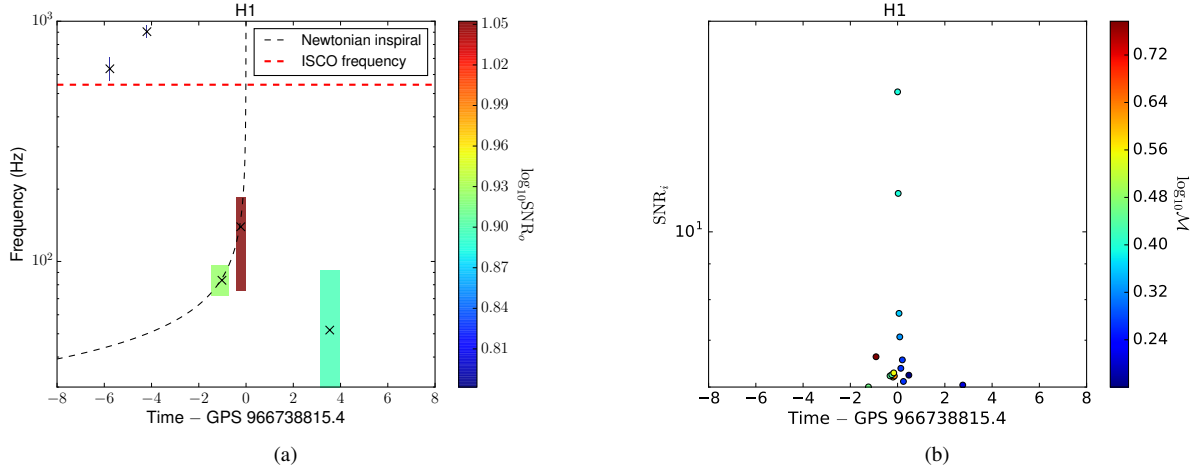 H1
10³
10²
Frequency (Hz)
−8 −6 −4 −2 0 2 4 6 8
Time − GPS 966738815.4
Newtonian inspiral
ISCO frequency
1.05
1.02
0.99
0.96
0.93
0.90
0.87
0.84
0.81
log₁₀SNRₒ
(a)
H1
10¹
SNRᵢ
−8 −6 −4 −2 0 2 4 6 8
Time − GPS 966738815.4
0.72
0.64
0.56
0.48
0.40
0.32
0.24
log₁₀ℳ
(b)